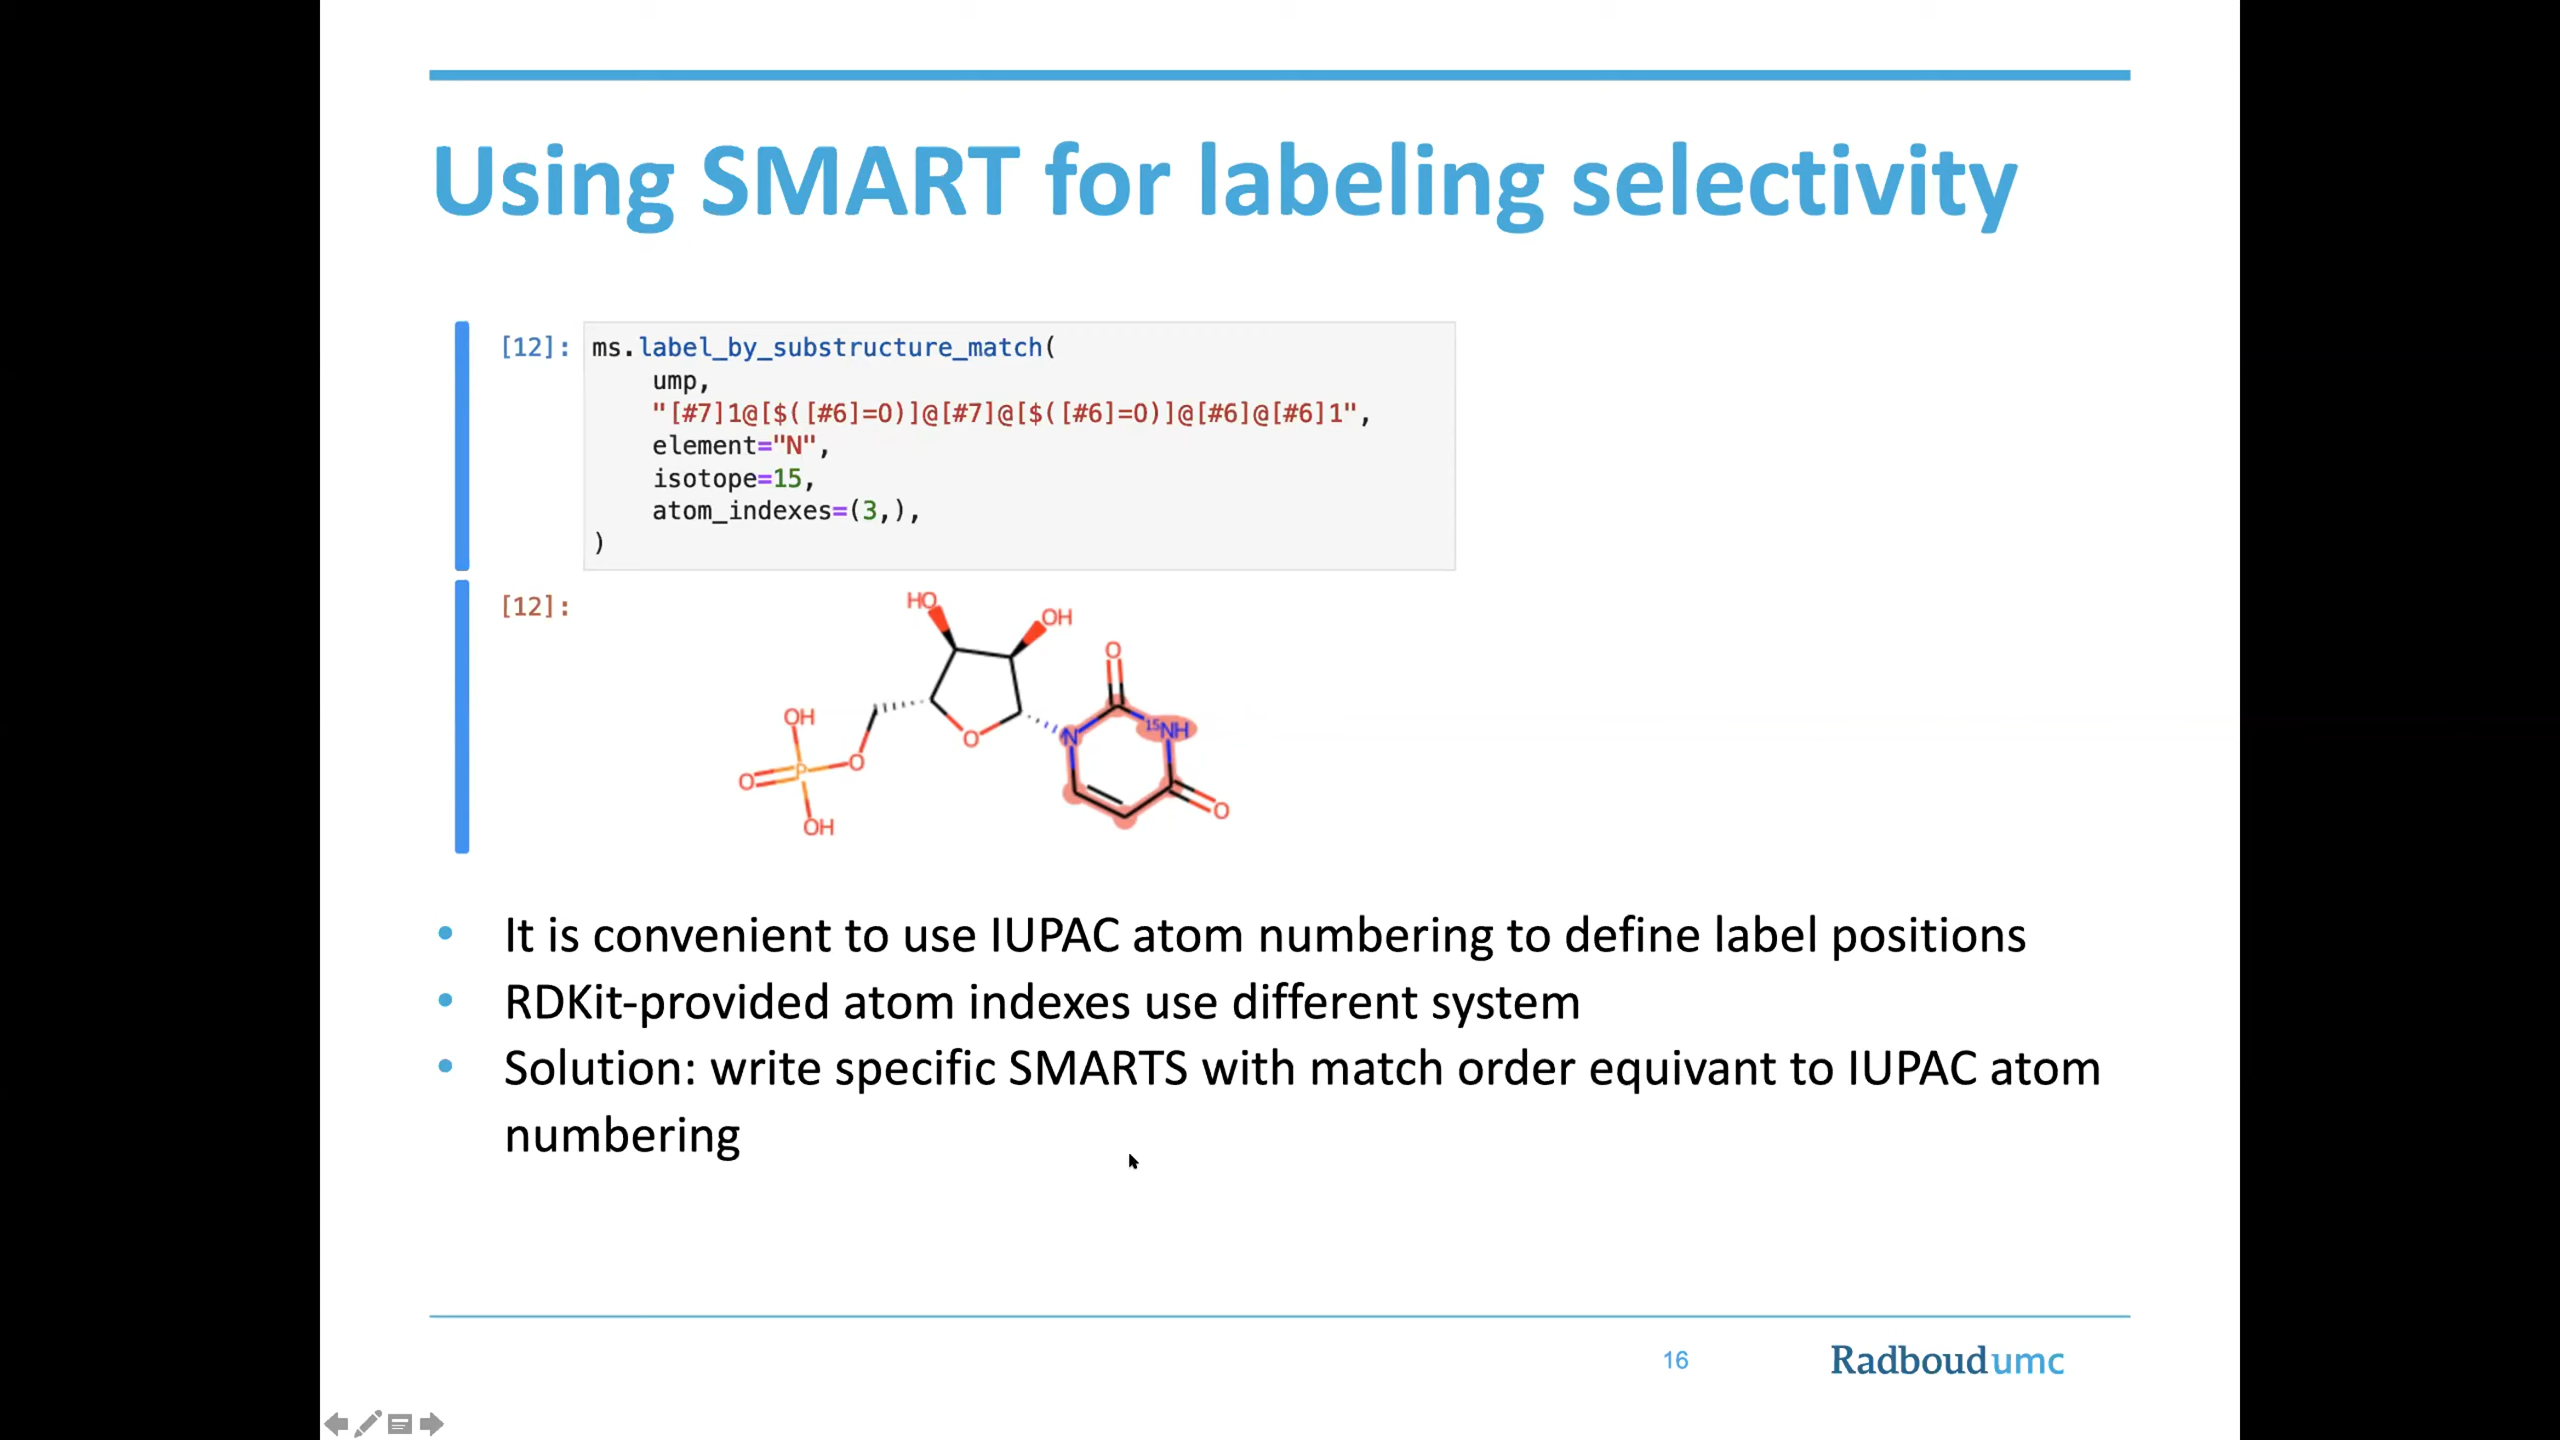 Using SMART for labeling selectivity
[12]: ms.label_by_substructure_match(
ump,
"[#7]1@[$([#6]=O)]@[#7]@[$([#6]=O)]@[#6]@[#6]1",
element="N",
isotope=15,
atom_indexes=(3,),
)
[12]:
HO
OH
O
OH
15NH
N
O
O
O
P
O
OH
• It is convenient to use IUPAC atom numbering to define label positions
• RDKit-provided atom indexes use different system
• Solution: write specific SMARTS with match order equivant to IUPAC atom
numbering
16
Radboudumc